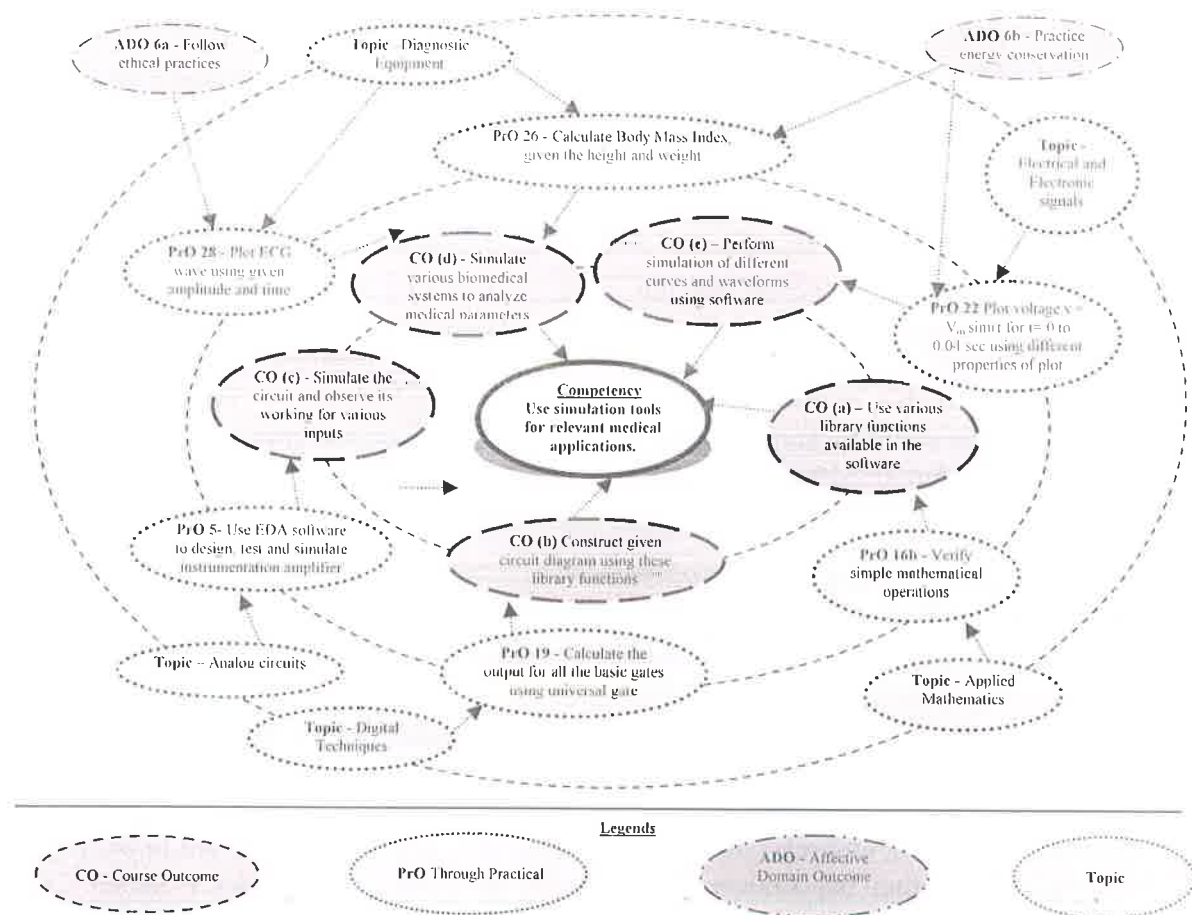 ADO 6a - Follow
ethical practices
Topic - Diagnostic
Equipment
ADO 6b - Practice
energy conservation
PrO 26 - Calculate Body Mass Index,
given the height and weight
Topic -
Electrical and
Electronic
signals
PrO 28 - Plot ECG
wave using given
amplitude and time
CO (d) - Simulate
various biomedical
systems to analyze
medical parameters
CO (e) – Perform
simulation of different
curves and waveforms
using software
PrO 22 Plot voltage v =
Vm sin t for t= 0 to
0.04 sec using different
properties of plot
CO (c) - Simulate the
circuit and observe its
working for various
inputs
Competency
Use simulation tools
for relevant medical
applications.
CO (a) – Use various
library functions
available in the
software
PrO 5- Use EDA software
to design, test and simulate
instrumentation amplifier
CO (b) Construct given
circuit diagram using these
library functions
PrO 16b - Verify
simple mathematical
operations
Topic – Analog circuits
PrO 19 - Calculate the
output for all the basic gates
using universal gate
Topic - Applied
Mathematics
Topic - Digital
Techniques
Legends
CO - Course Outcome
PrO Through Practical
ADO - Affective
Domain Outcome
Topic